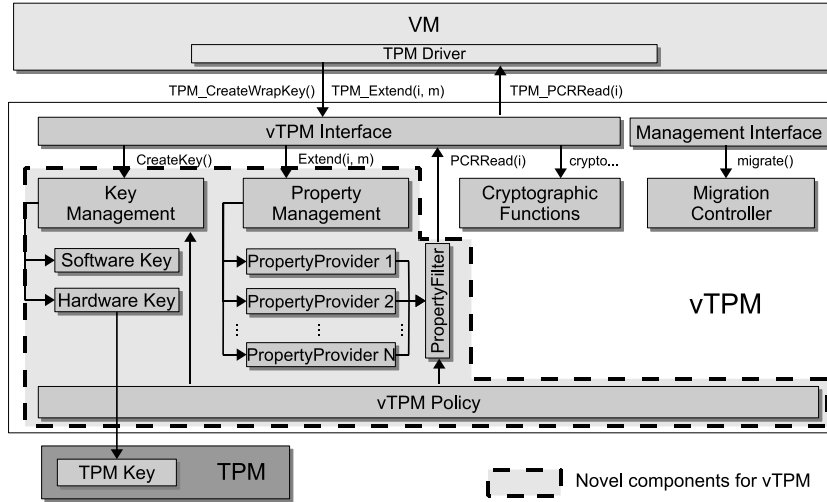 VM
TPM Driver
TPM_CreateWrapKey()
TPM_Extend(i, m)
TPM_PCRRead(i)
vTPM Interface
Management Interface
CreateKey()
Extend(i, m)
PCRRead(i)
crypto...
migrate()
Key
Management
Property
Management
Cryptographic
Functions
Migration
Controller
Software Key
Hardware Key
PropertyProvider 1
PropertyProvider 2
...
...
...
PropertyProvider N
PropertyFilter
vTPM
vTPM Policy
TPM Key
TPM
Novel components for vTPM